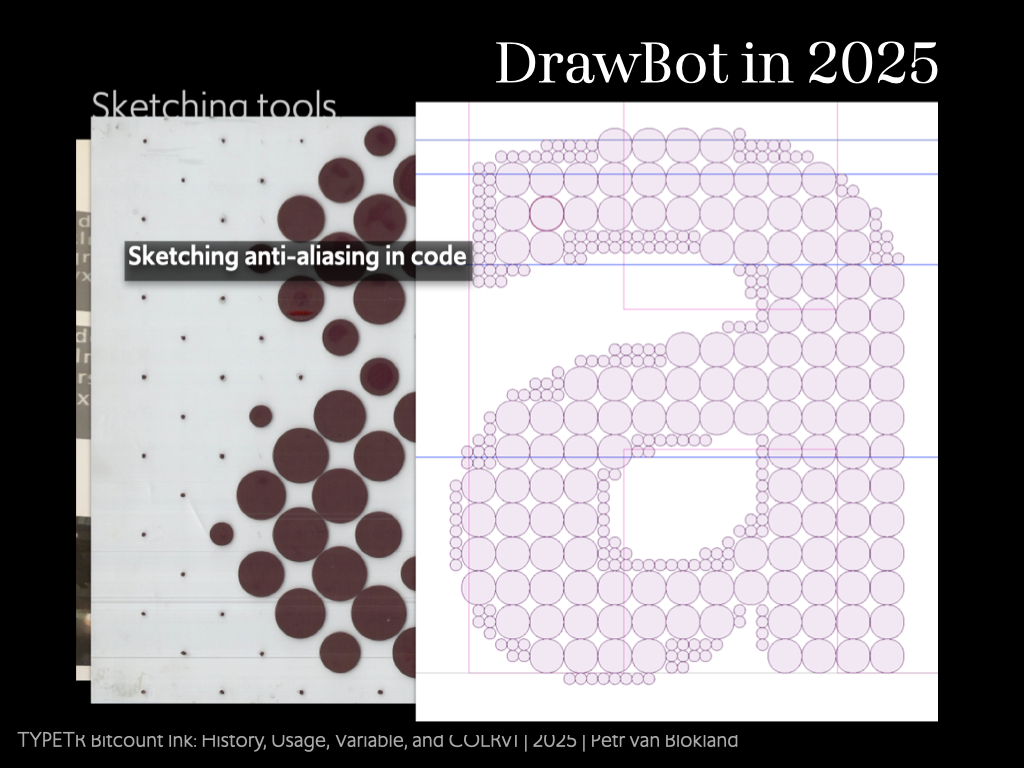 DrawBot in 2025
Sketching tools
Sketching anti-aliasing in code
TYPETR Bitcount Ink: History, Usage, Variable, and COLRv1 | 2025 | Petr van Blokland